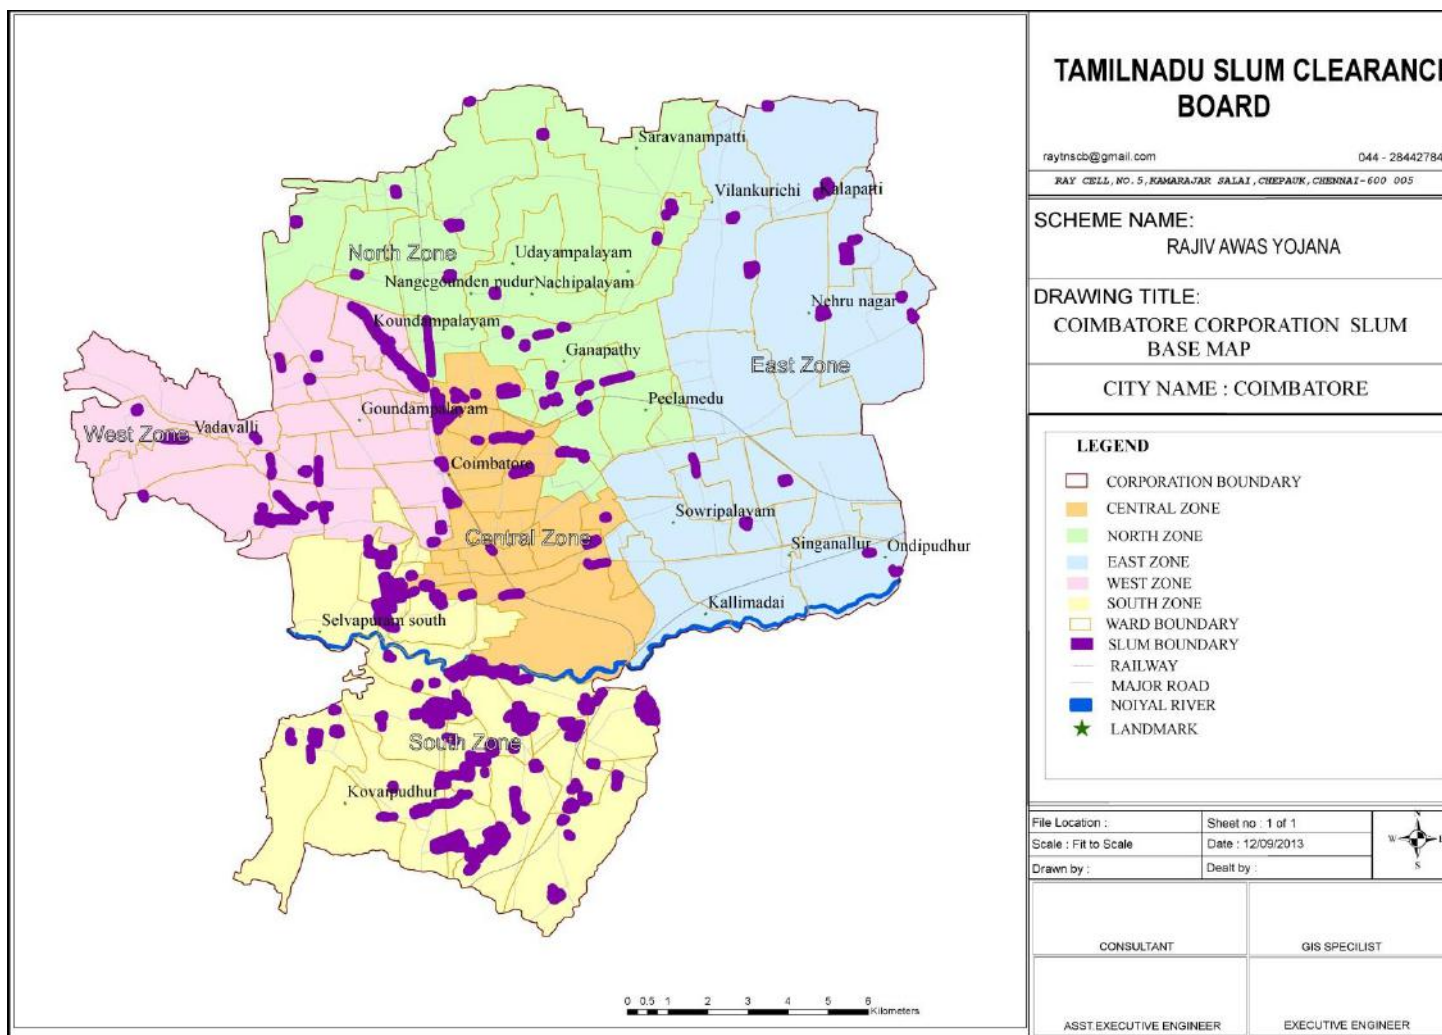 TAMILNADU SLUM CLEARANCE
BOARD
raytnscb@gmail.com 044 - 28442784
RAY CELL,NO.5,KAMARAJAR SALAI,CHEPAUK,CHENNAI-600 005
SCHEME NAME:
RAJIV AWAS YOJANA
DRAWING TITLE:
COIMBATORE CORPORATION SLUM
BASE MAP
CITY NAME : COIMBATORE
LEGEND
CORPORATION BOUNDARY
CENTRAL ZONE
NORTH ZONE
EAST ZONE
WEST ZONE
SOUTH ZONE
WARD BOUNDARY
SLUM BOUNDARY
RAILWAY
MAJOR ROAD
NOIYAL RIVER
LANDMARK
File Location :
Sheet no : 1 of 1
Scale : Fit to Scale
Date : 12/09/2013
Drawn by :
Dealt by :
N
W E
S
CONSULTANT
GIS SPECILIST
ASST.EXECUTIVE ENGINEER
EXECUTIVE ENGINEER
Saravanampatti
Vilankurichi
Kalapatti
North Zone
Udayampalayam
Nangegounden pudur
Nachipalayam
Nehru nagar
Koundampalayam
Ganapathy
East Zone
Peelamedu
Goundampalayam
West Zone
Vadavalli
Coimbatore
Sowripalayam
Central Zone
Singanallur
Ondipudhur
Kallimadai
Selvapuram south
South Zone
Kovaipudhur
0 0.5 1 2 3 4 5 6
Kilometers